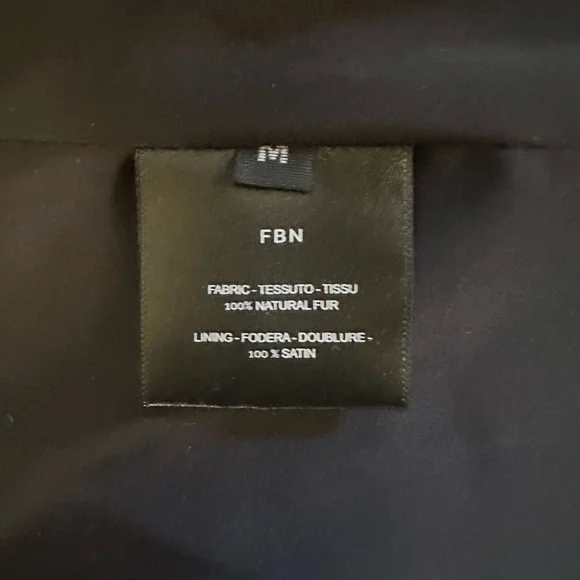 M
FBN
FABRIC - TESSUTO - TISSU
100% NATURAL FUR
LINING - FODERA - DOUBLURE -
100 % SATIN